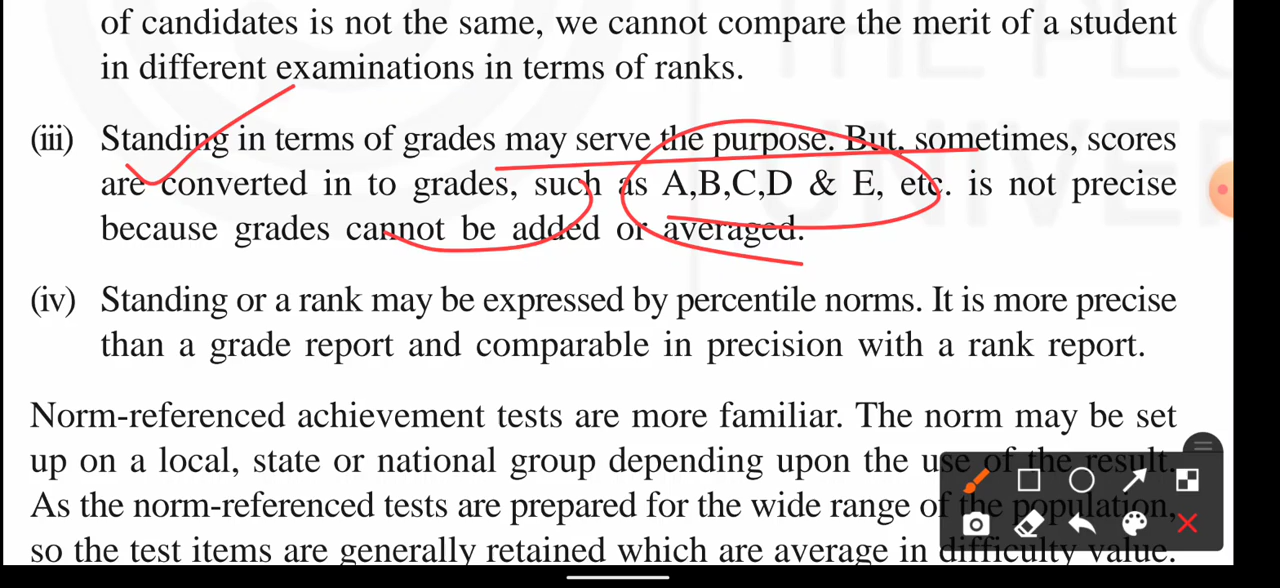 of candidates is not the same, we cannot compare the merit of a student
in different examinations in terms of ranks.
(iii) Standing in terms of grades may serve the purpose. But, sometimes, scores
are converted in to grades, such as A,B,C,D & E, etc. is not precise
because grades cannot be added or averaged.
(iv) Standing or a rank may be expressed by percentile norms. It is more precise
than a grade report and comparable in precision with a rank report.
Norm-referenced achievement tests are more familiar. The norm may be set
up on a local, state or national group depending upon the use of the result.
As the norm-referenced tests are prepared for the wide range of the population,
so the test items are generally retained which are average in difficulty value.